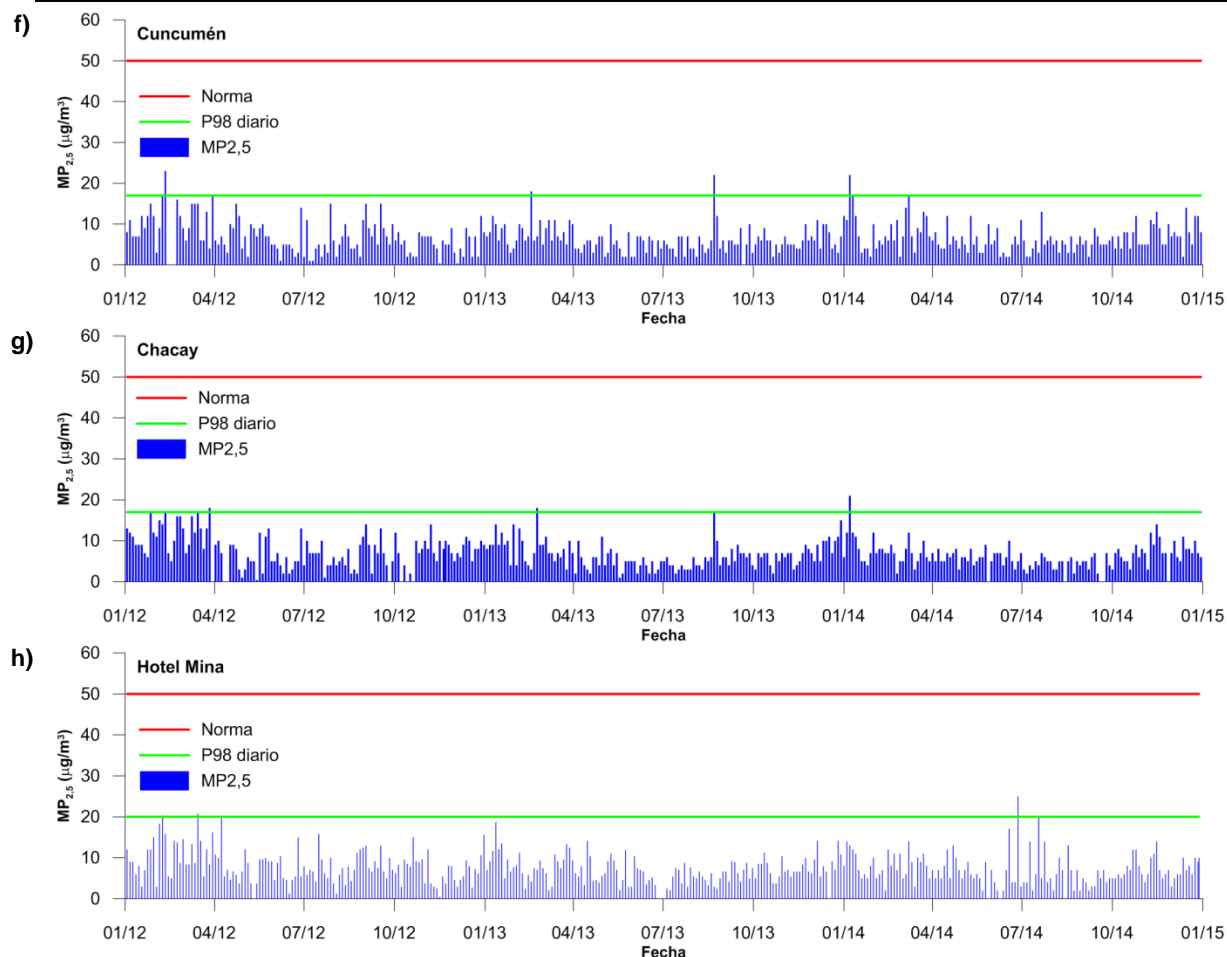 f)
Cuncumén
60
50
40
30
20
10
0
MP2,5 (µg/m³)
Norma
P98 diario
MP2,5
01/12 04/12 07/12 10/12 01/13 04/13 07/13 10/13 01/14 04/14 07/14 10/14 01/15
Fecha
g)
Chacay
60
50
40
30
20
10
0
MP2,5 (µg/m³)
Norma
P98 diario
MP2,5
01/12 04/12 07/12 10/12 01/13 04/13 07/13 10/13 01/14 04/14 07/14 10/14 01/15
Fecha
h)
Hotel Mina
60
50
40
30
20
10
0
MP2,5 (µg/m³)
Norma
P98 diario
MP2,5
01/12 04/12 07/12 10/12 01/13 04/13 07/13 10/13 01/14 04/14 07/14 10/14 01/15
Fecha